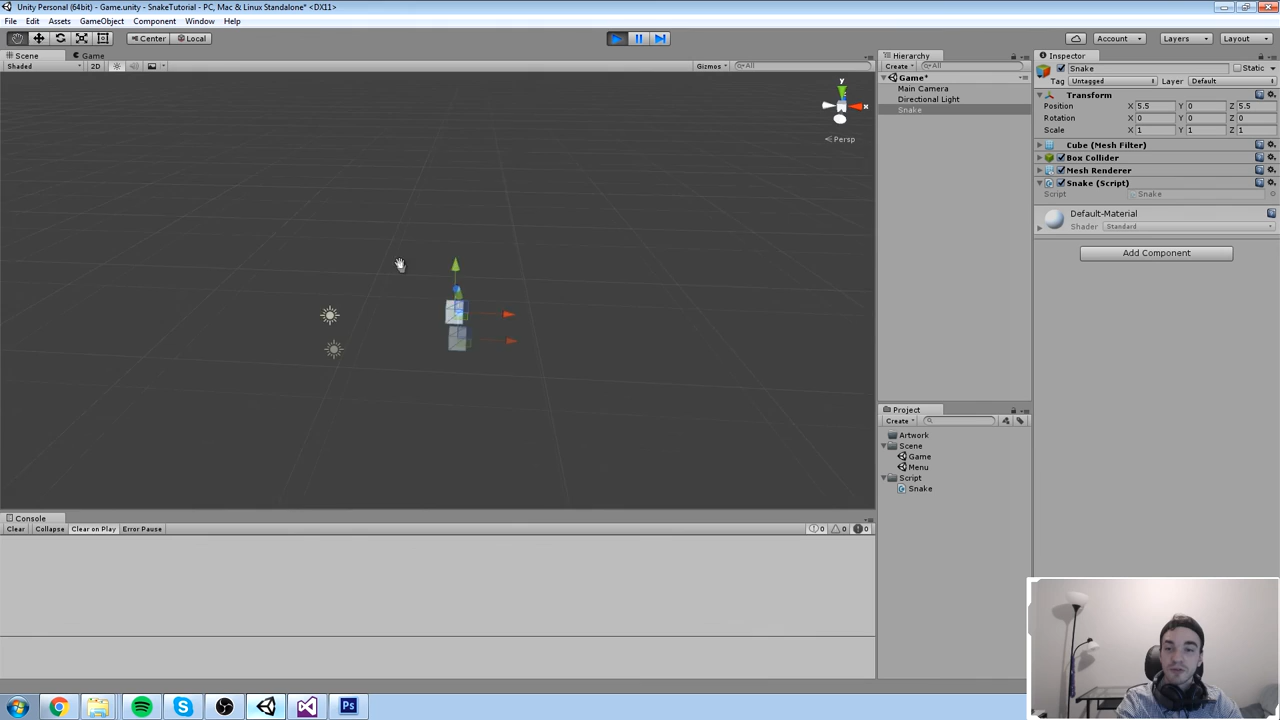 Unity Personal (64bit) - Game.unity - SnakeTutorial - PC, Mac & Linux Standalone* <DX11>
File Edit Assets GameObject Component Window Help
Center Local Account Layers Layout
Scene Game
Shaded 2D Gizmos All
y
x
Persp
Hierarchy
Create All
Game*
Main Camera
Directional Light
Snake
Project
Create
Artwork
Scene
Game
Menu
Script
Snake
Inspector
Snake Static
Tag Untagged Layer Default
Transform
Position X 5.5 Y 0 Z 5.5
Rotation X 0 Y 0 Z 0
Scale X 1 Y 1 Z 1
Cube (Mesh Filter)
Box Collider
Mesh Renderer
Snake (Script)
Script Snake
Default-Material
Shader Standard
Add Component
Console
Clear Collapse Clear on Play Error Pause 0 0 0
Ps